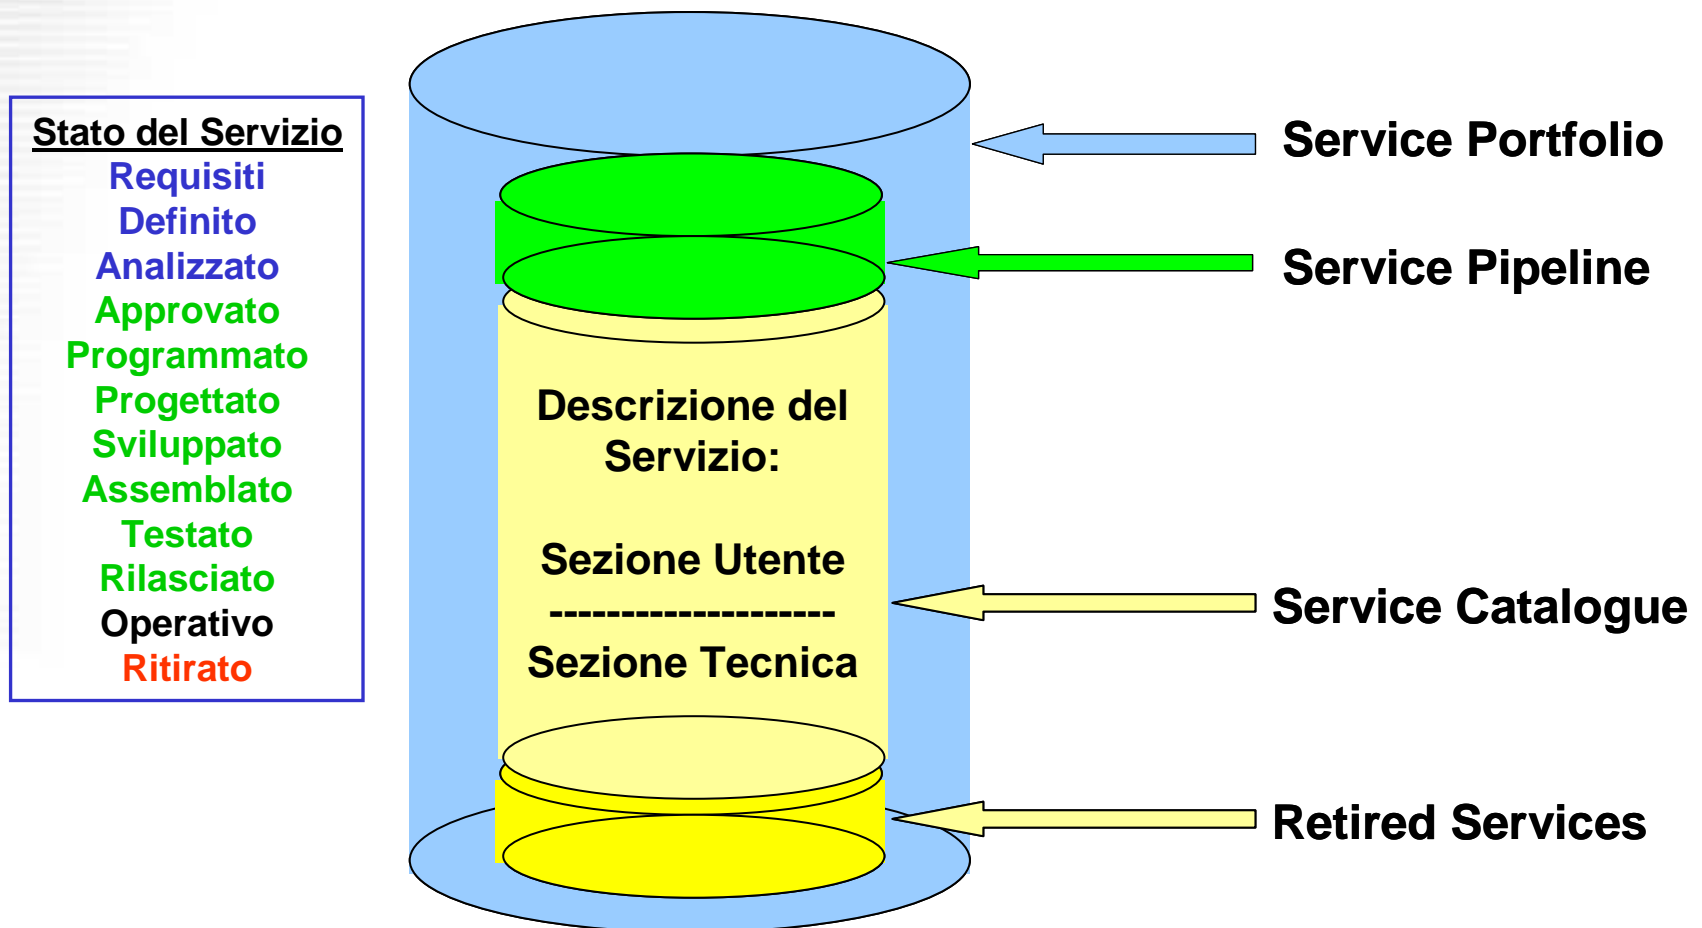 Stato del Servizio
Requisiti
Definito
Analizzato
Approvato
Programmato
Progettato
Sviluppato
Assemblato
Testato
Rilasciato
Operativo
Ritirato
Descrizione del
Servizio:
Sezione Utente
--------------------
Sezione Tecnica
Service Portfolio
Service Pipeline
Service Catalogue
Retired Services